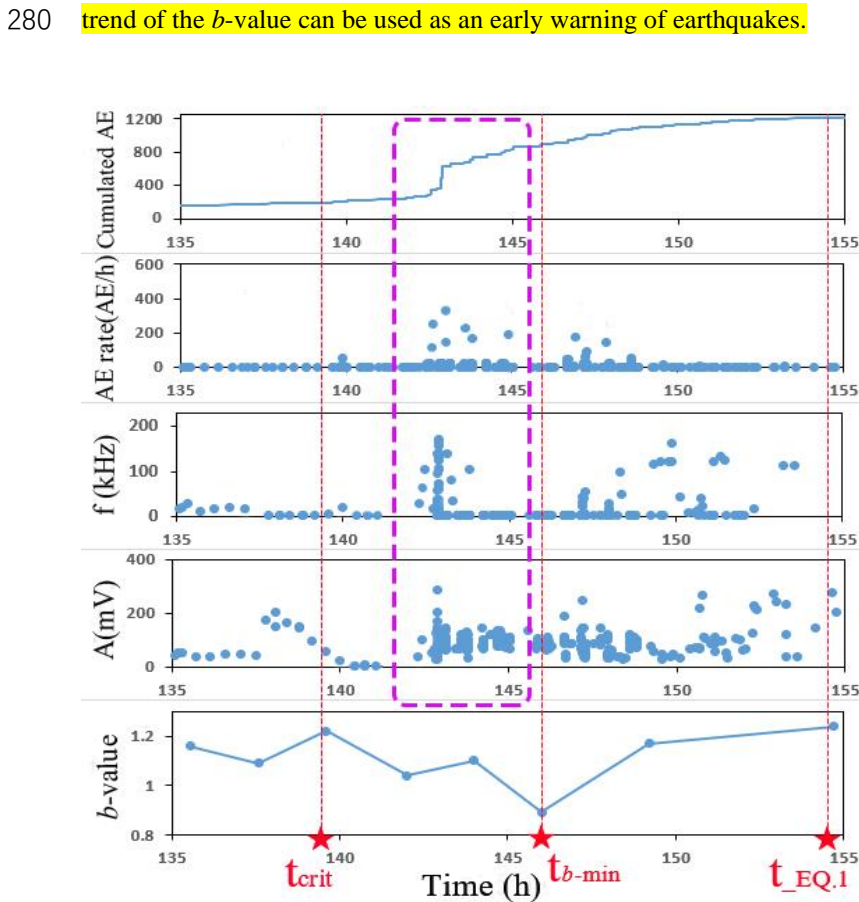 280 trend of the b-value can be used as an early warning of earthquakes.
Cumulated AE
1200
800
400
0
135 140 145 150 155
AE rate(AE/h)
600
400
200
0
135 140 145 150 155
f (kHz)
200
100
0
135 140 145 150 155
A(mV)
400
200
0
135 140 145 150 155
b-value
1.2
1
0.8
135 140 145 150 155
tcrit
tb-min
t_EQ.1
Time (h)